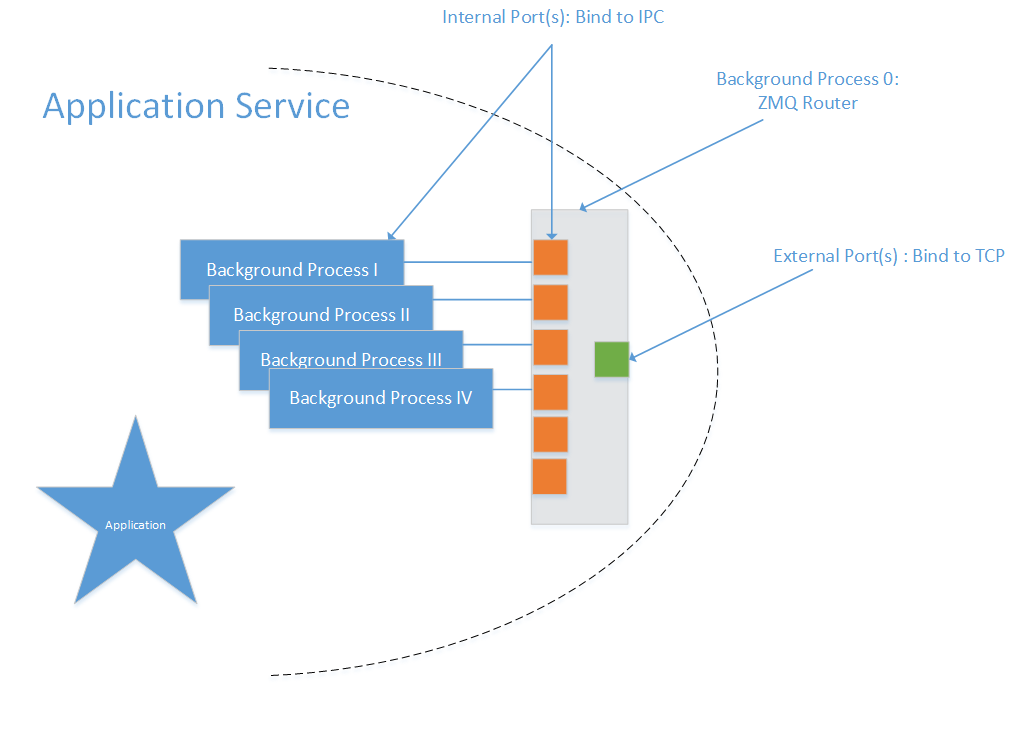 Internal Port(s): Bind to IPC
Background Process 0:
ZMQ Router
Application Service
External Port(s) : Bind to TCP
Background Process I
Background Process II
Background Process III
Background Process IV
Application